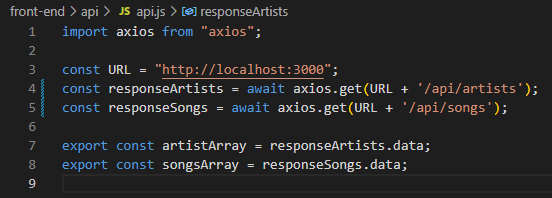 front-end > api > JS api.js > responseArtists
1 import axios from "axios";
2
3 const URL = "http://localhost:3000";
4 const responseArtists = await axios.get(URL + '/api/artists');
5 const responseSongs = await axios.get(URL + '/api/songs');
6
7 export const artistArray = responseArtists.data;
8 export const songsArray = responseSongs.data;
9